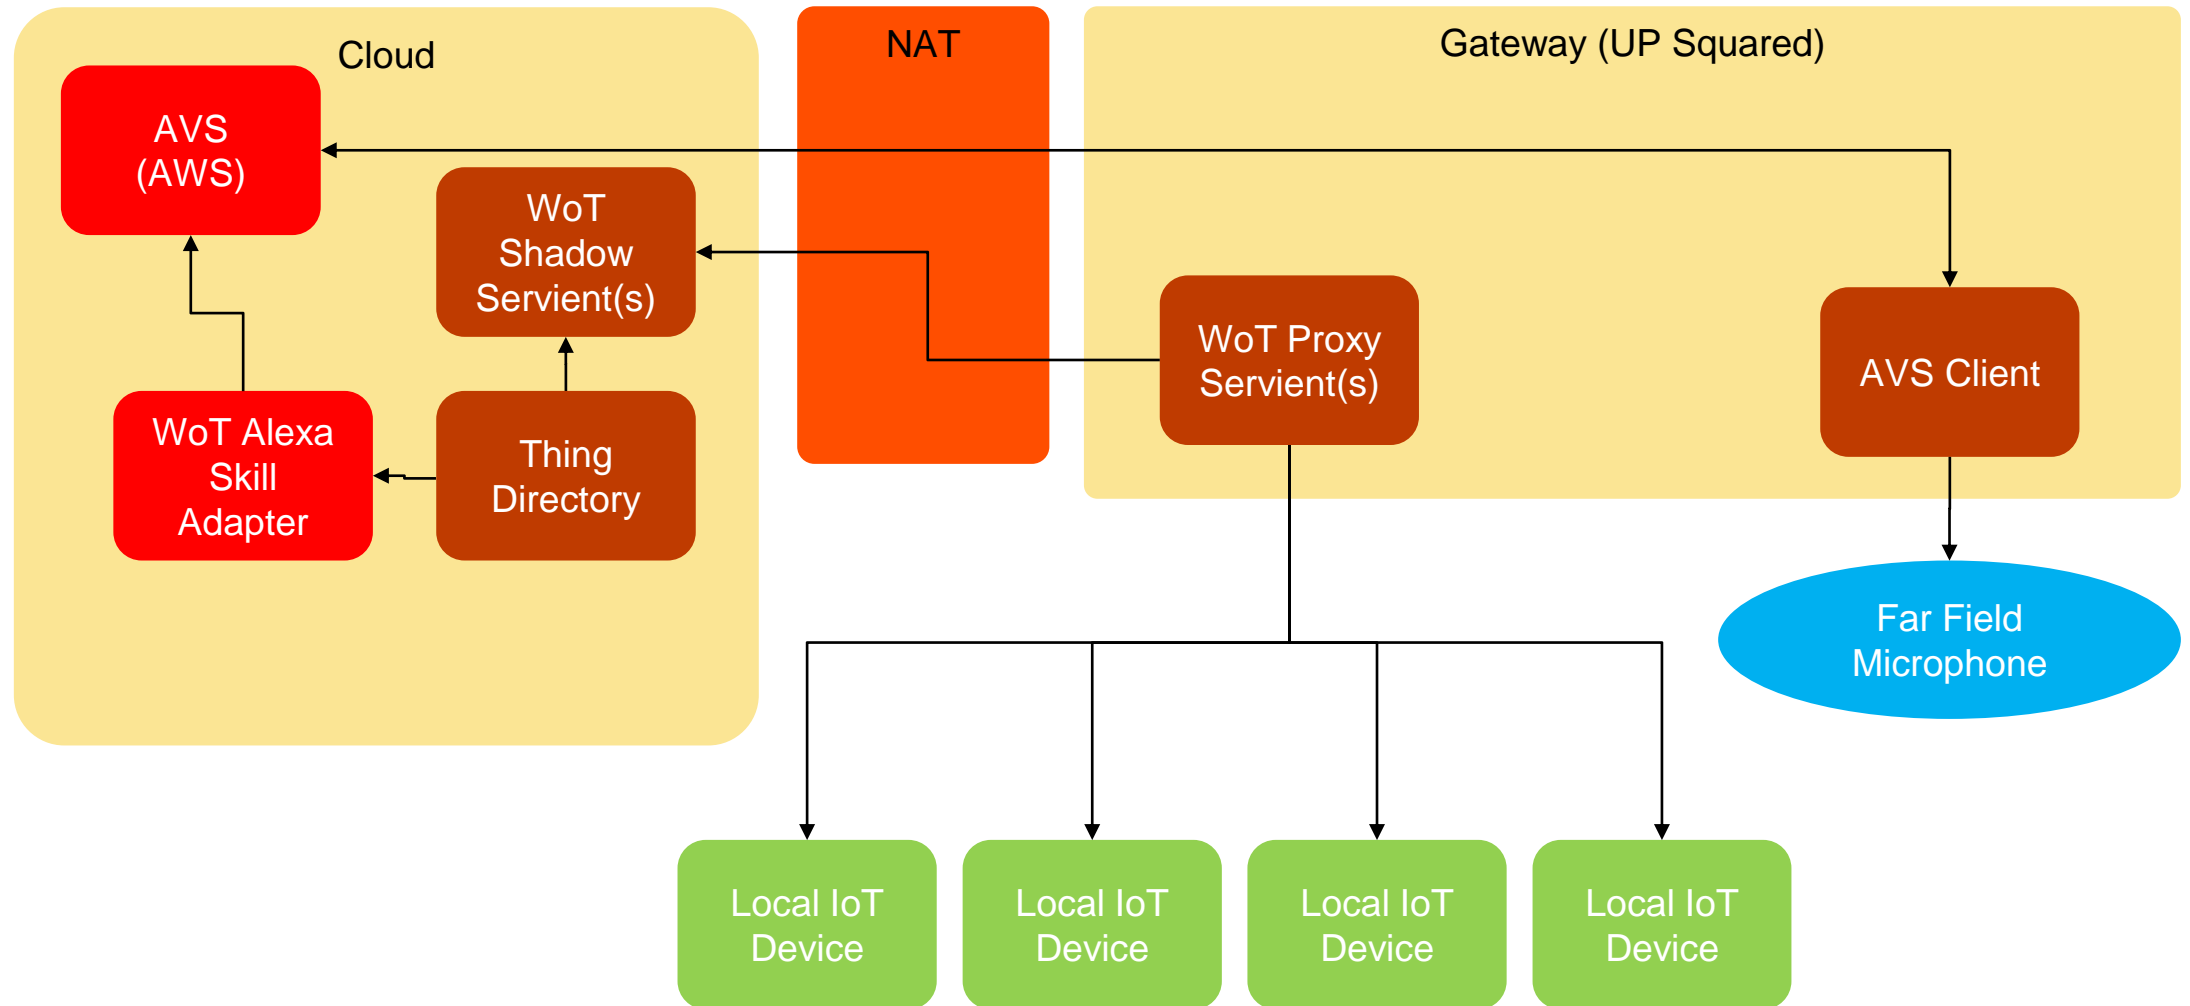 Cloud
NAT
Gateway (UP Squared)
AVS
(AWS)
WoT
Shadow
Servient(s)
WoT Proxy
Servient(s)
AVS Client
WoT Alexa
Skill
Adapter
Thing
Directory
Far Field
Microphone
Local IoT
Device
Local IoT
Device
Local IoT
Device
Local IoT
Device